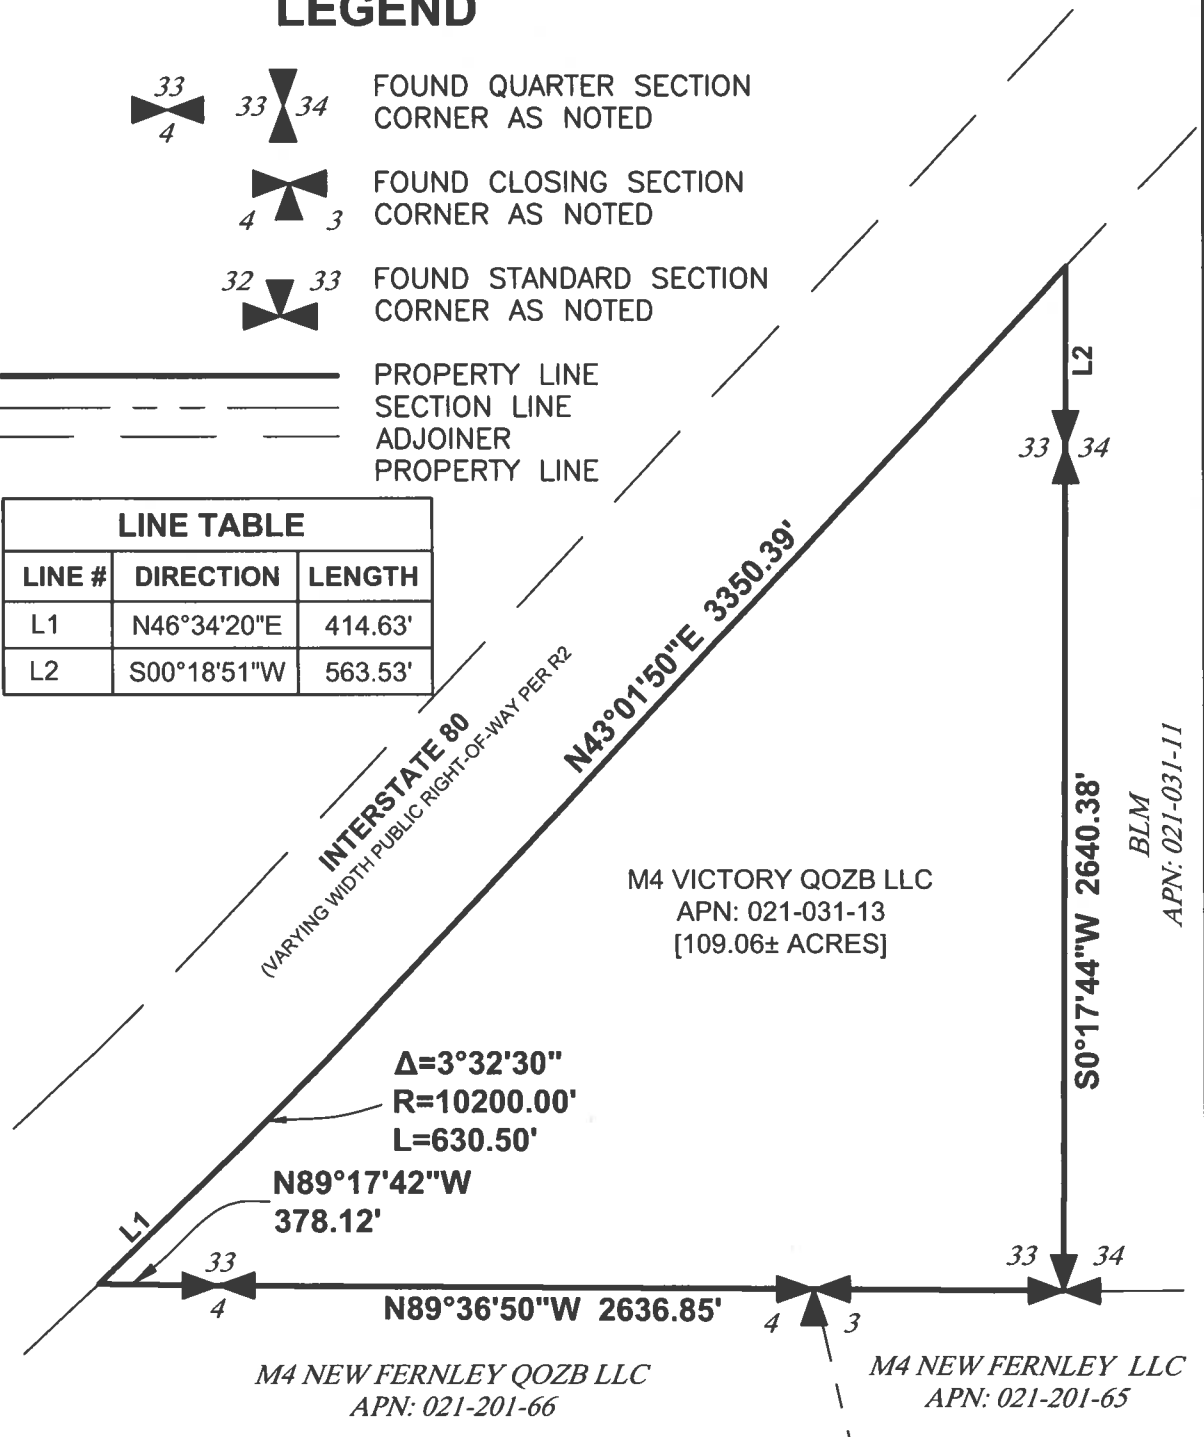 LEGEND
33
4
33 34
FOUND QUARTER SECTION
CORNER AS NOTED
4 3
FOUND CLOSING SECTION
CORNER AS NOTED
32 33
FOUND STANDARD SECTION
CORNER AS NOTED
PROPERTY LINE
SECTION LINE
ADJOINER
PROPERTY LINE
LINE TABLE
LINE # DIRECTION LENGTH
L1 N46°34'20"E 414.63'
L2 S00°18'51"W 563.53'
L2
33 34
N43°01'50"E 3350.39'
INTERSTATE 80
(VARYING WIDTH PUBLIC RIGHT-OF-WAY PER R2
M4 VICTORY QOZB LLC
APN: 021-031-13
[109.06± ACRES]
S0°17'44"W 2640.38'
BLM
APN: 021-031-11
Δ=3°32'30"
R=10200.00'
L=630.50'
N89°17'42"W
378.12'
L1
33
4
N89°36'50"W 2636.85'
4 3
33 34
M4 NEW FERNLEY QOZB LLC
APN: 021-201-66
M4 NEW FERNLEY LLC
APN: 021-201-65